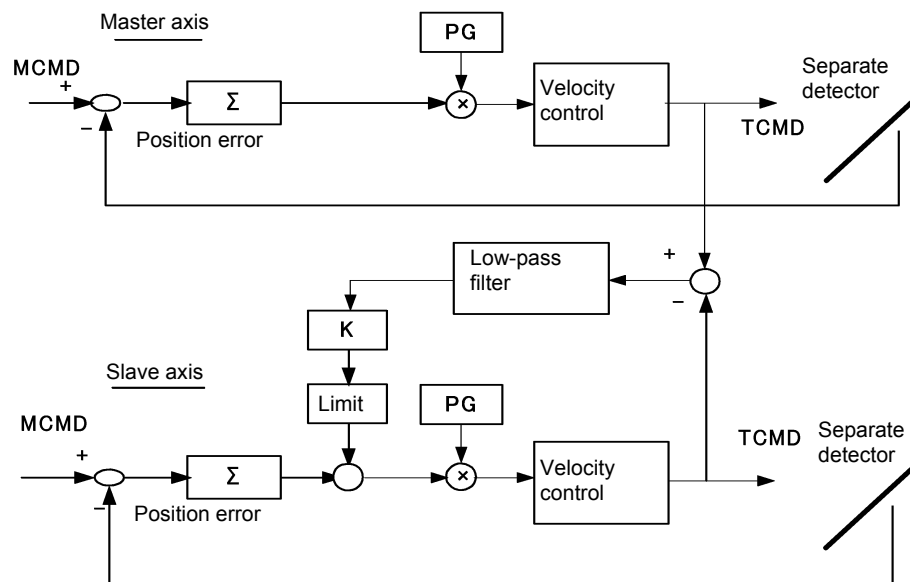 Master axis
PG
MCMD
+
Σ
×
Velocity
control
Separate
detector
−
Position error
TCMD
Low-pass
filter
+
−
K
Slave axis
Limit
PG
MCMD
+
Σ
×
Velocity
control
TCMD
Separate
detector
−
Position error